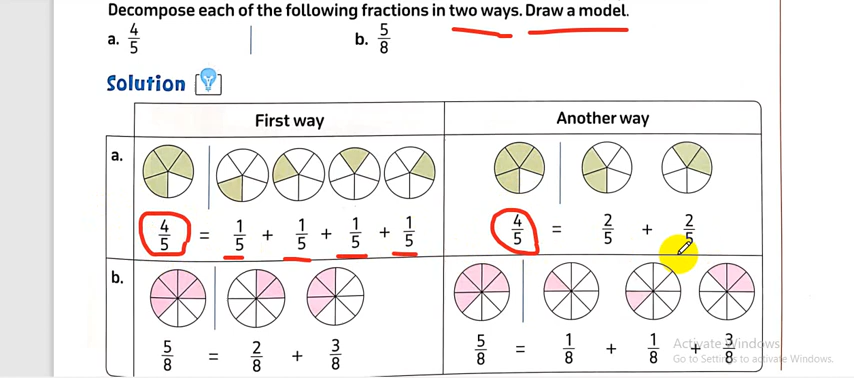 Decompose each of the following fractions in two ways. Draw a model.
a. 4/5
b. 5/8
Solution
First way
Another way
a.
4/5 = 1/5 + 1/5 + 1/5 + 1/5
4/5 = 2/5 + 2/5
b.
5/8 = 2/8 + 3/8
5/8 = 1/8 + 1/8 + 3/8
Activate Windows
Go to Settings to activate Windows.